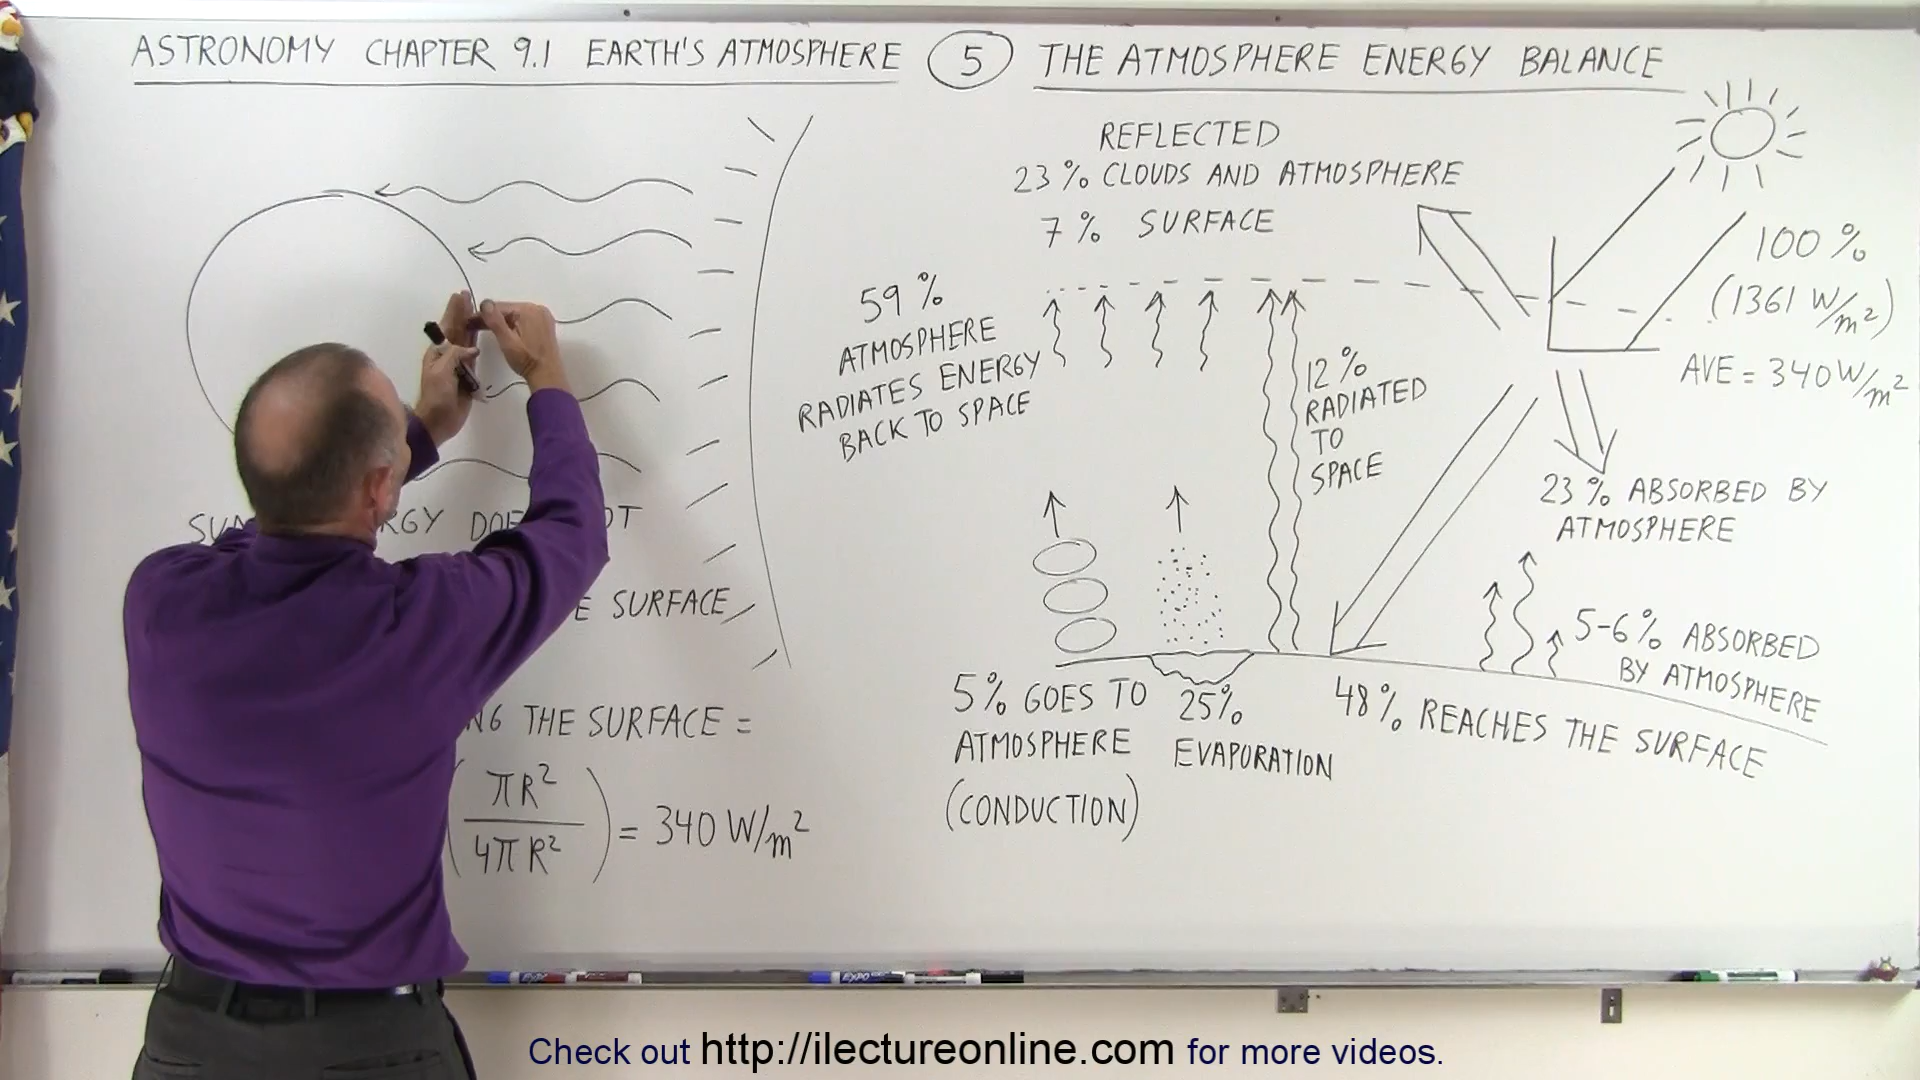 ASTRONOMY CHAPTER 9.1 EARTH'S ATMOSPHERE 5 THE ATMOSPHERE ENERGY BALANCE
REFLECTED
23% CLOUDS AND ATMOSPHERE
7% SURFACE
100%
(1361 W/m²)
AVE = 340 W/m²
59%
ATMOSPHERE
RADIATES ENERGY
BACK TO SPACE
12%
RADIATED
TO
SPACE
23% ABSORBED BY
ATMOSPHERE
5-6% ABSORBED
BY ATMOSPHERE
48% REACHES THE SURFACE
5% GOES TO
ATMOSPHERE
(CONDUCTION)
25%
EVAPORATION
SURFACE
THE SURFACE =
(πR²/4πR²) = 340 W/m²
EXPO
EXPO
Check out http://ilectureonline.com for more videos.